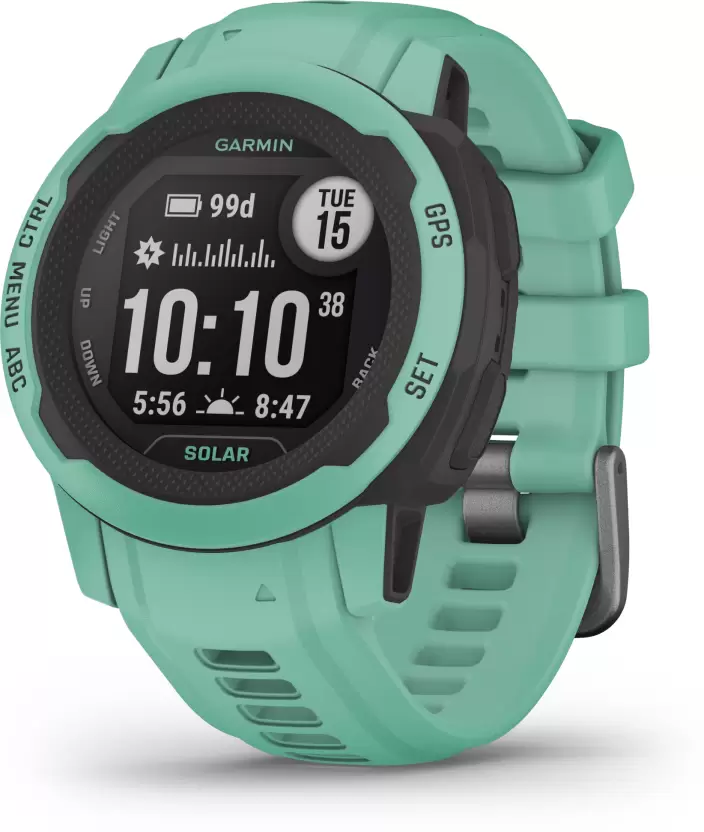 GARMIN
99d
TUE
15
10:10 38
5:56 8:47
SOLAR
LIGHT
UP
DOWN
BACK
CTRL
MENU
ABC
GPS
SET